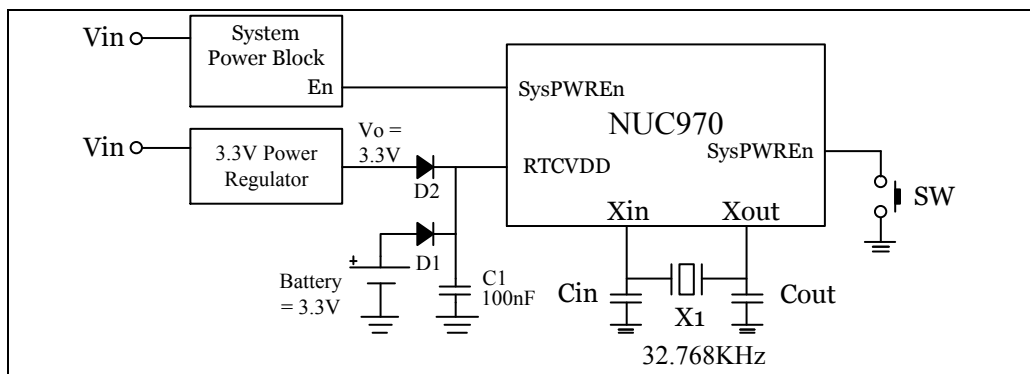 Vin
System
Power Block
En
SysPWREn
NUC970
SysPWREn
Vin
3.3V Power
Regulator
Vo =
3.3V
D2
RTCVDD
SW
Xin
Xout
D1
+
Battery
= 3.3V
C1
100nF
Cin
X1
Cout
32.768KHz